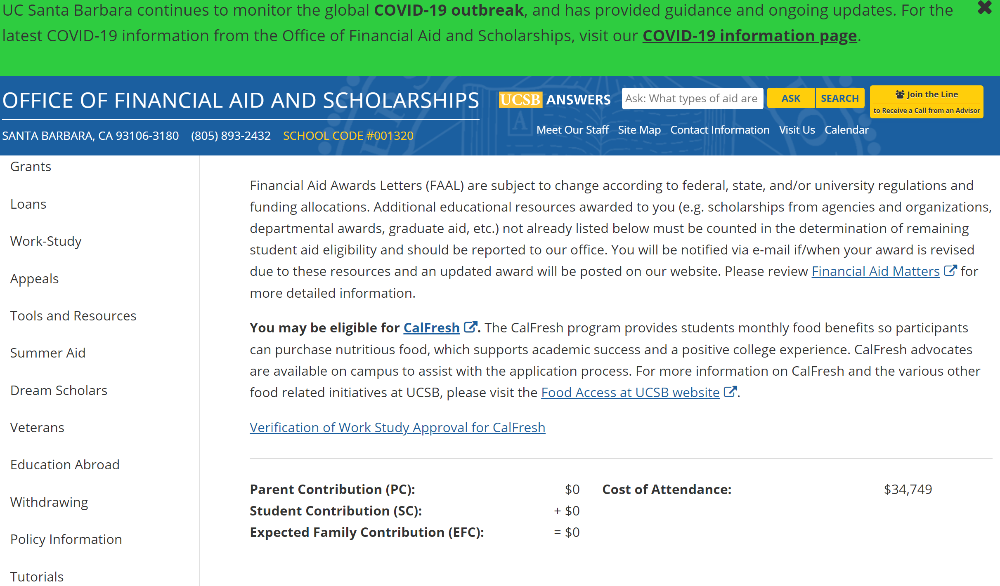 UC Santa Barbara continues to monitor the global COVID-19 outbreak, and has provided guidance and ongoing updates. For the
latest COVID-19 information from the Office of Financial Aid and Scholarships, visit our COVID-19 information page.
OFFICE OF FINANCIAL AID AND SCHOLARSHIPS
SANTA BARBARA, CA 93106-3180 (805) 893-2432 SCHOOL CODE #001320
UCSB ANSWERS
Ask: What types of aid are
ASK
SEARCH
Join the Line
to Receive a Call from an Advisor
Meet Our Staff Site Map Contact Information Visit Us Calendar
Grants
Loans
Work-Study
Appeals
Tools and Resources
Summer Aid
Dream Scholars
Veterans
Education Abroad
Withdrawing
Policy Information
Tutorials
Financial Aid Awards Letters (FAAL) are subject to change according to federal, state, and/or university regulations and
funding allocations. Additional educational resources awarded to you (e.g. scholarships from agencies and organizations,
departmental awards, graduate aid, etc.) not already listed below must be counted in the determination of remaining
student aid eligibility and should be reported to our office. You will be notified via e-mail if/when your award is revised
due to these resources and an updated award will be posted on our website. Please review Financial Aid Matters for
more detailed information.
You may be eligible for CalFresh. The CalFresh program provides students monthly food benefits so participants
can purchase nutritious food, which supports academic success and a positive college experience. CalFresh advocates
are available on campus to assist with the application process. For more information on CalFresh and the various other
food related initiatives at UCSB, please visit the Food Access at UCSB website.
Verification of Work Study Approval for CalFresh
Parent Contribution (PC): $0 Cost of Attendance: $34,749
Student Contribution (SC): + $0
Expected Family Contribution (EFC): = $0